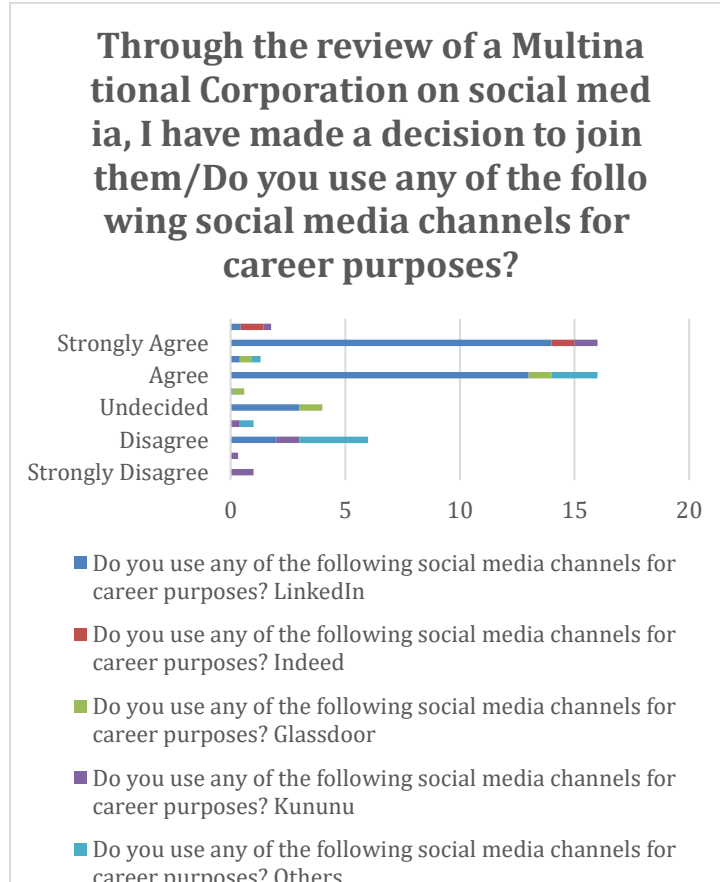 Through the review of a Multina
tional Corporation on social med
ia, I have made a decision to join
them/Do you use any of the follo
wing social media channels for
career purposes?
Strongly Agree
Agree
Undecided
Disagree
Strongly Disagree
0 5 10 15 20
Do you use any of the following social media channels for
career purposes? LinkedIn
Do you use any of the following social media channels for
career purposes? Indeed
Do you use any of the following social media channels for
career purposes? Glassdoor
Do you use any of the following social media channels for
career purposes? Kununu
Do you use any of the following social media channels for
career purposes? Others